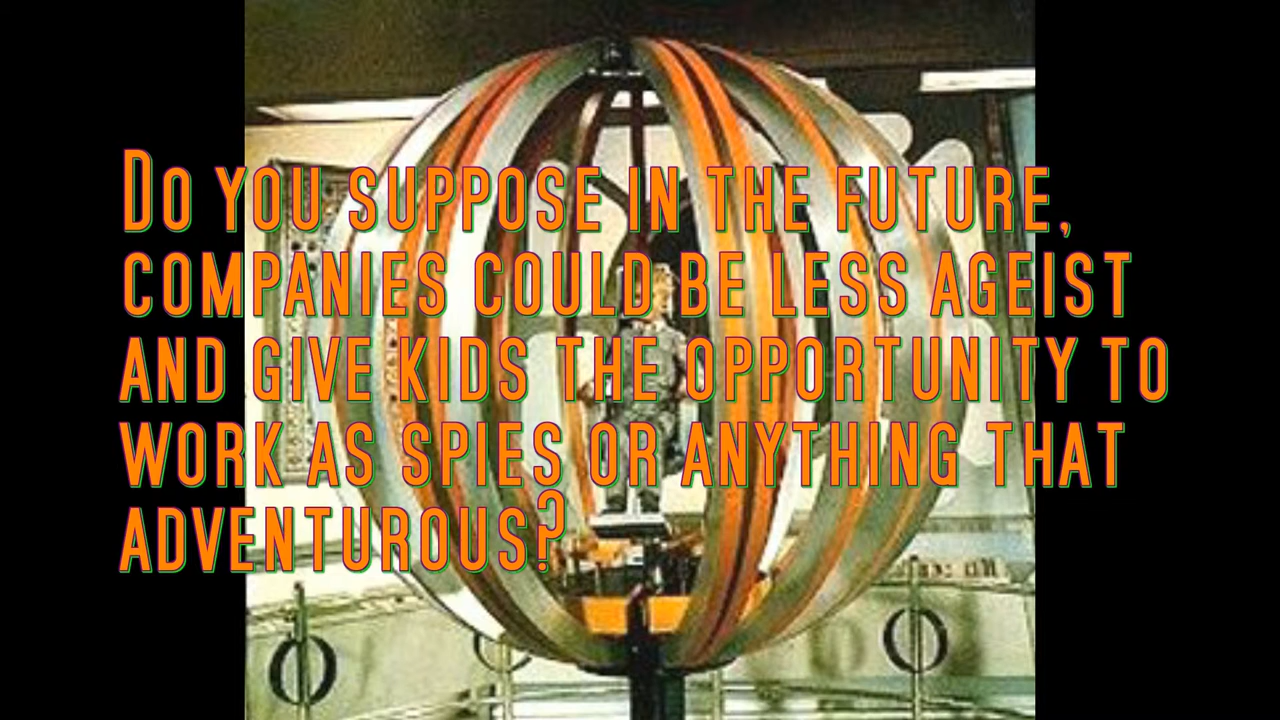 Do you suppose in the future,
companies could be less ageist
and give kids the opportunity to
work as spies or anything that
adventurous?